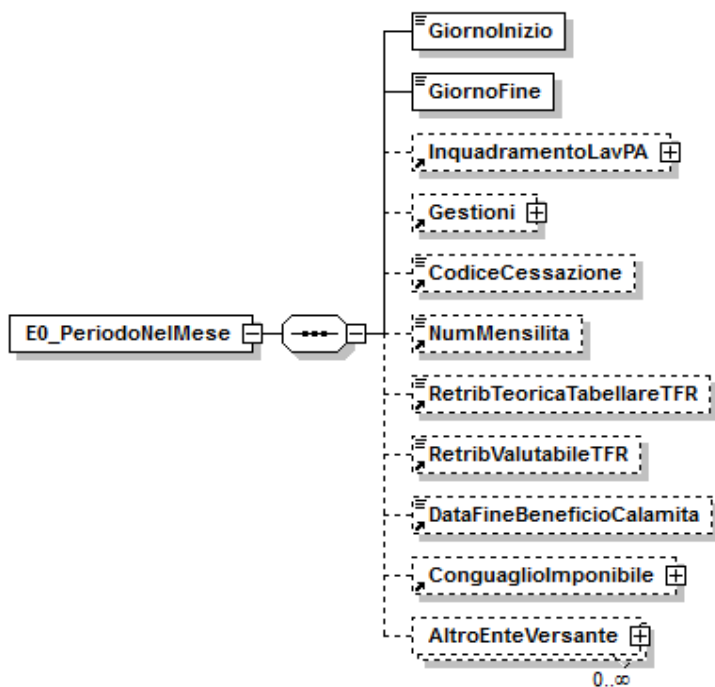 GiornoInizio
GiornoFine
InquadramentoLavPA
Gestioni
CodiceCessazione
E0_PeriodoNelMese
NumMensilita
RetribTeoricaTabellareTFR
RetribValutabileTFR
DataFineBeneficioCalamita
ConguaglioImponibile
AltroEnteVersante
0..∞